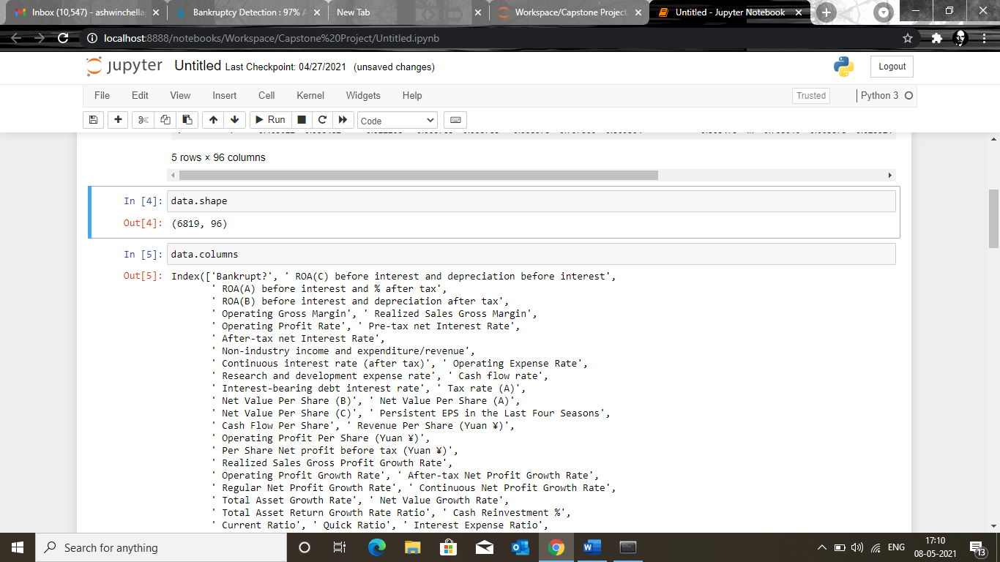 Inbox (10,547) - ashwinchella
Bankruptcy Detection : 97% A
New Tab
Workspace/Capstone Project
Untitled - Jupyter Notebook
localhost:8888/notebooks/Workspace/Capstone%20Project/Untitled.ipynb
jupyter Untitled Last Checkpoint: 04/27/2021 (unsaved changes)
Logout
File Edit View Insert Cell Kernel Widgets Help
Trusted
Python 3
Run
Code
5 rows × 96 columns
In [4]: data.shape
Out[4]: (6819, 96)
In [5]: data.columns
Out[5]: Index(['Bankrupt?', ' ROA(C) before interest and depreciation before interest',
' ROA(A) before interest and % after tax',
' ROA(B) before interest and depreciation after tax',
' Operating Gross Margin', ' Realized Sales Gross Margin',
' Operating Profit Rate', ' Pre-tax net Interest Rate',
' After-tax net Interest Rate',
' Non-industry income and expenditure/revenue',
' Continuous interest rate (after tax)', ' Operating Expense Rate',
' Research and development expense rate', ' Cash flow rate',
' Interest-bearing debt interest rate', ' Tax rate (A)',
' Net Value Per Share (B)', ' Net Value Per Share (A)',
' Net Value Per Share (C)', ' Persistent EPS in the Last Four Seasons',
' Cash Flow Per Share', ' Revenue Per Share (Yuan ¥)',
' Operating Profit Per Share (Yuan ¥)',
' Per Share Net profit before tax (Yuan ¥)',
' Realized Sales Gross Profit Growth Rate',
' Operating Profit Growth Rate', ' After-tax Net Profit Growth Rate',
' Regular Net Profit Growth Rate', ' Continuous Net Profit Growth Rate',
' Total Asset Growth Rate', ' Net Value Growth Rate',
' Total Asset Return Growth Rate Ratio', ' Cash Reinvestment %',
' Current Ratio', ' Quick Ratio', ' Interest Expense Ratio',
Search for anything
ENG
17:10
08-05-2021
13